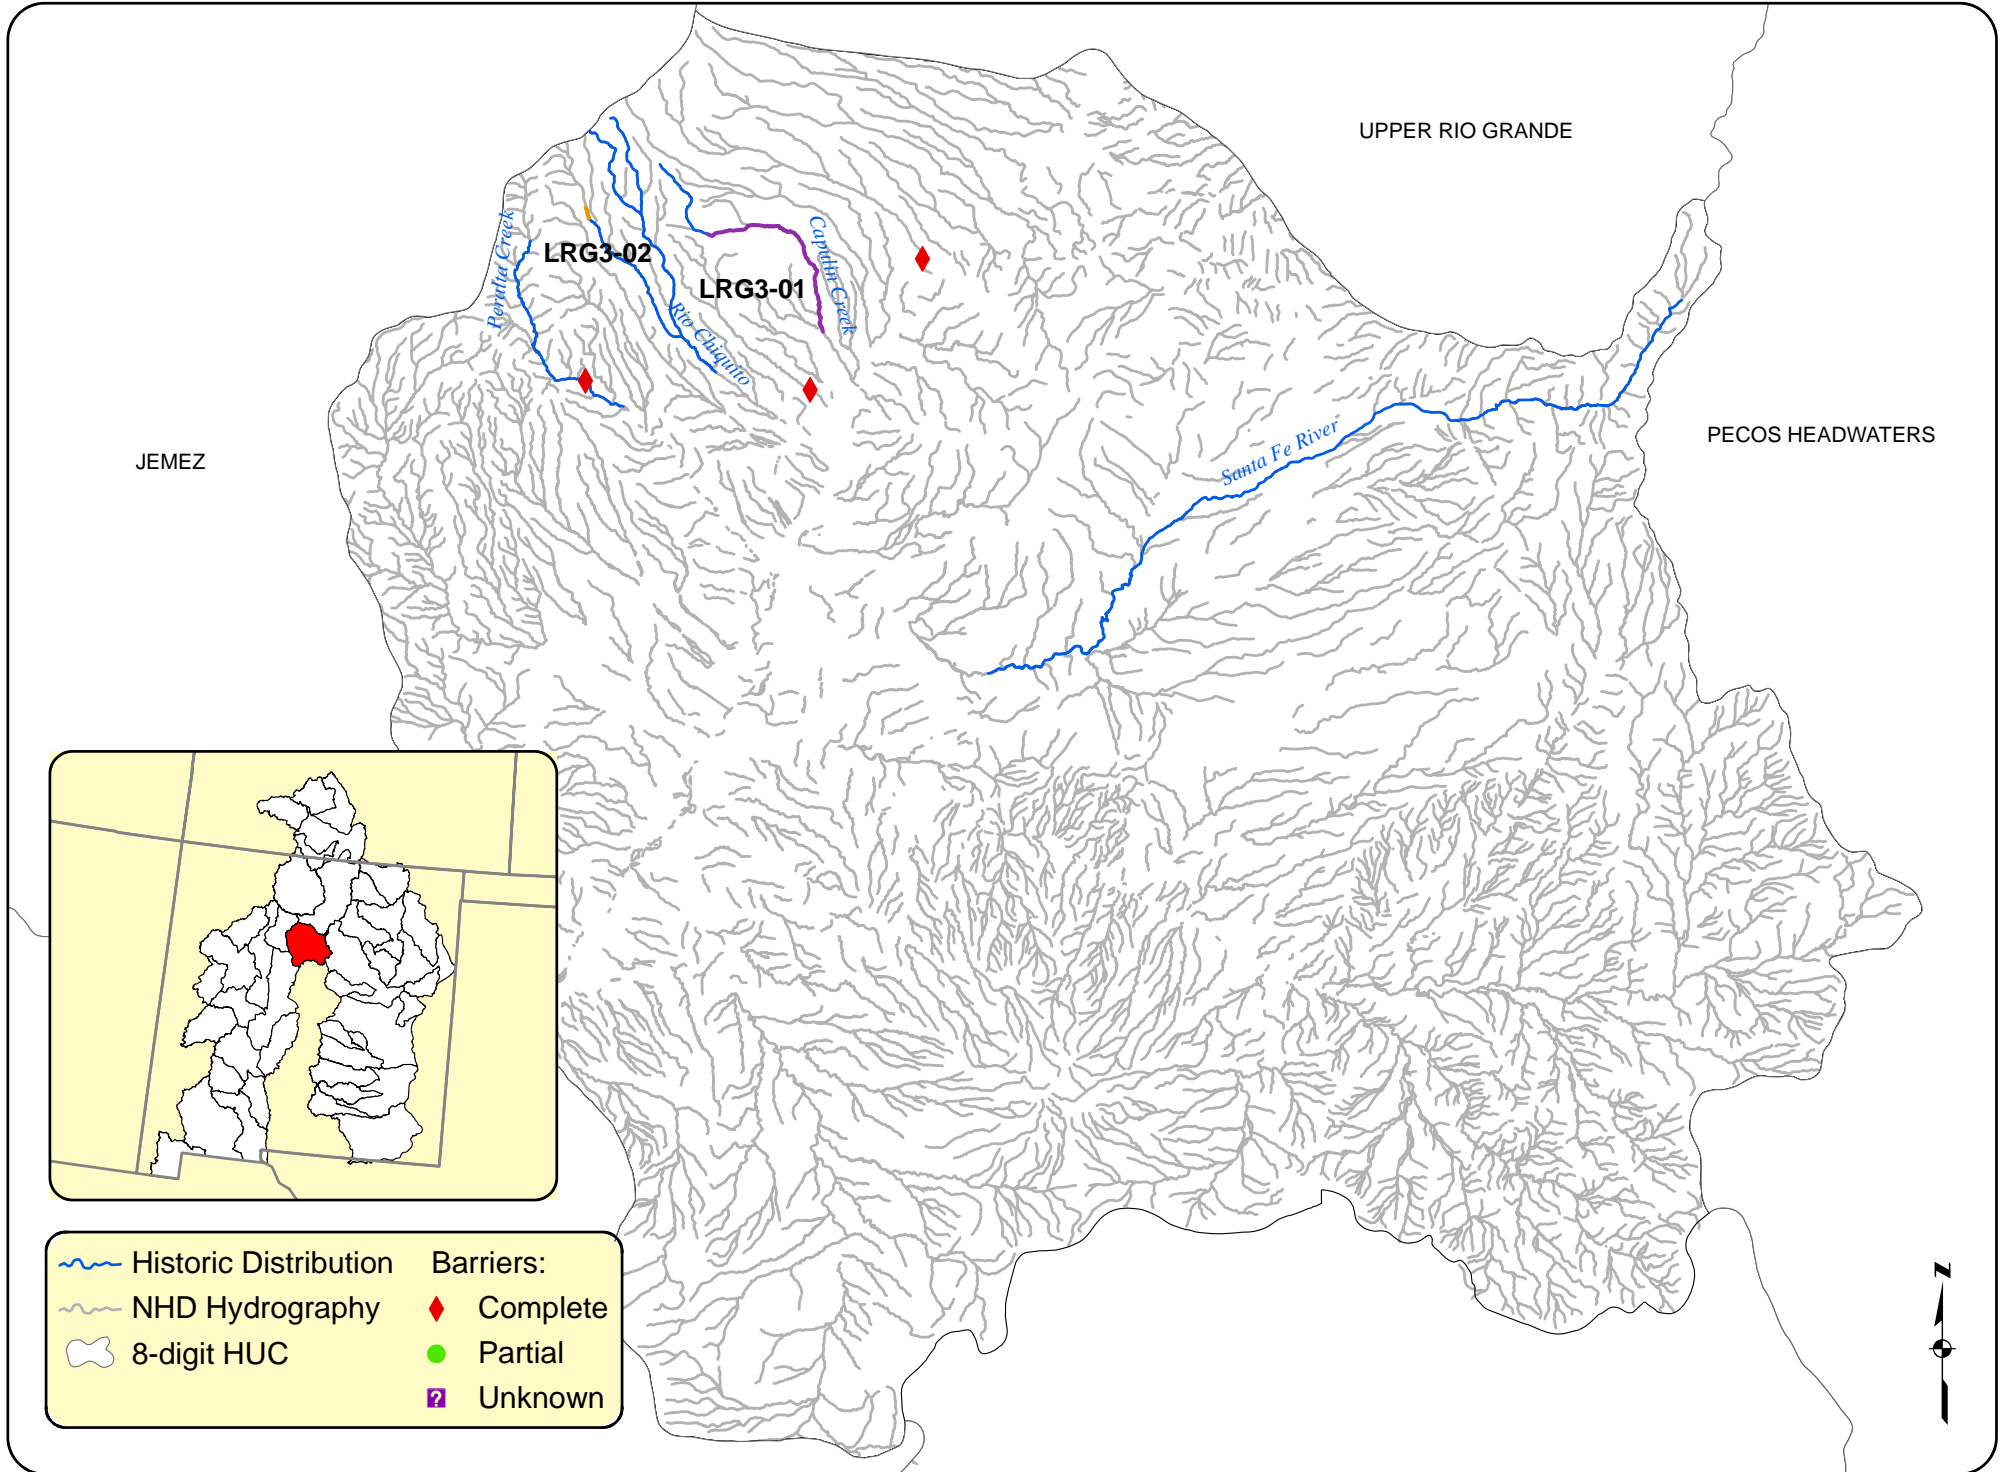 UPPER RIO GRANDE
Peralta Creek
LRG3-02
Capulin Creek
LRG3-01
Rio Chiquito
Santa Fe River
PECOS HEADWATERS
JEMEZ
Historic Distribution
NHD Hydrography
8-digit HUC
Barriers:
Complete
Partial
?
Unknown
N